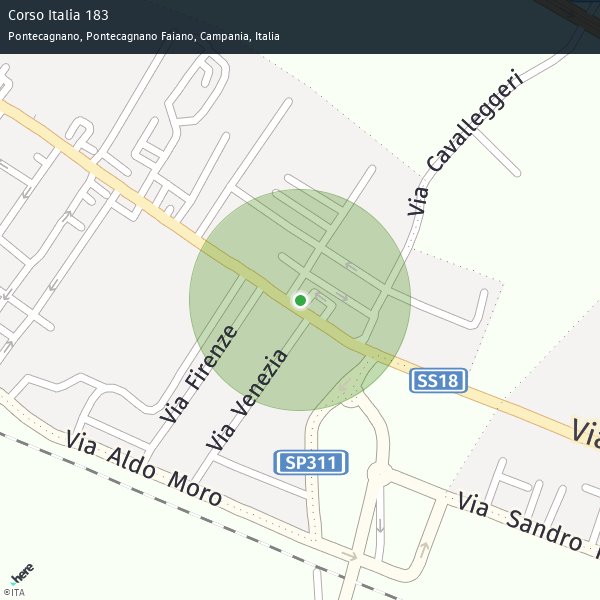 Corso Italia 183
Pontecagnano, Pontecagnano Faiano, Campania, Italia
Via Cavalleggeri
Via Firenze
Via Venezia
SS18
Via Aldo Moro
SP311
Via Sandro
here
©ITA